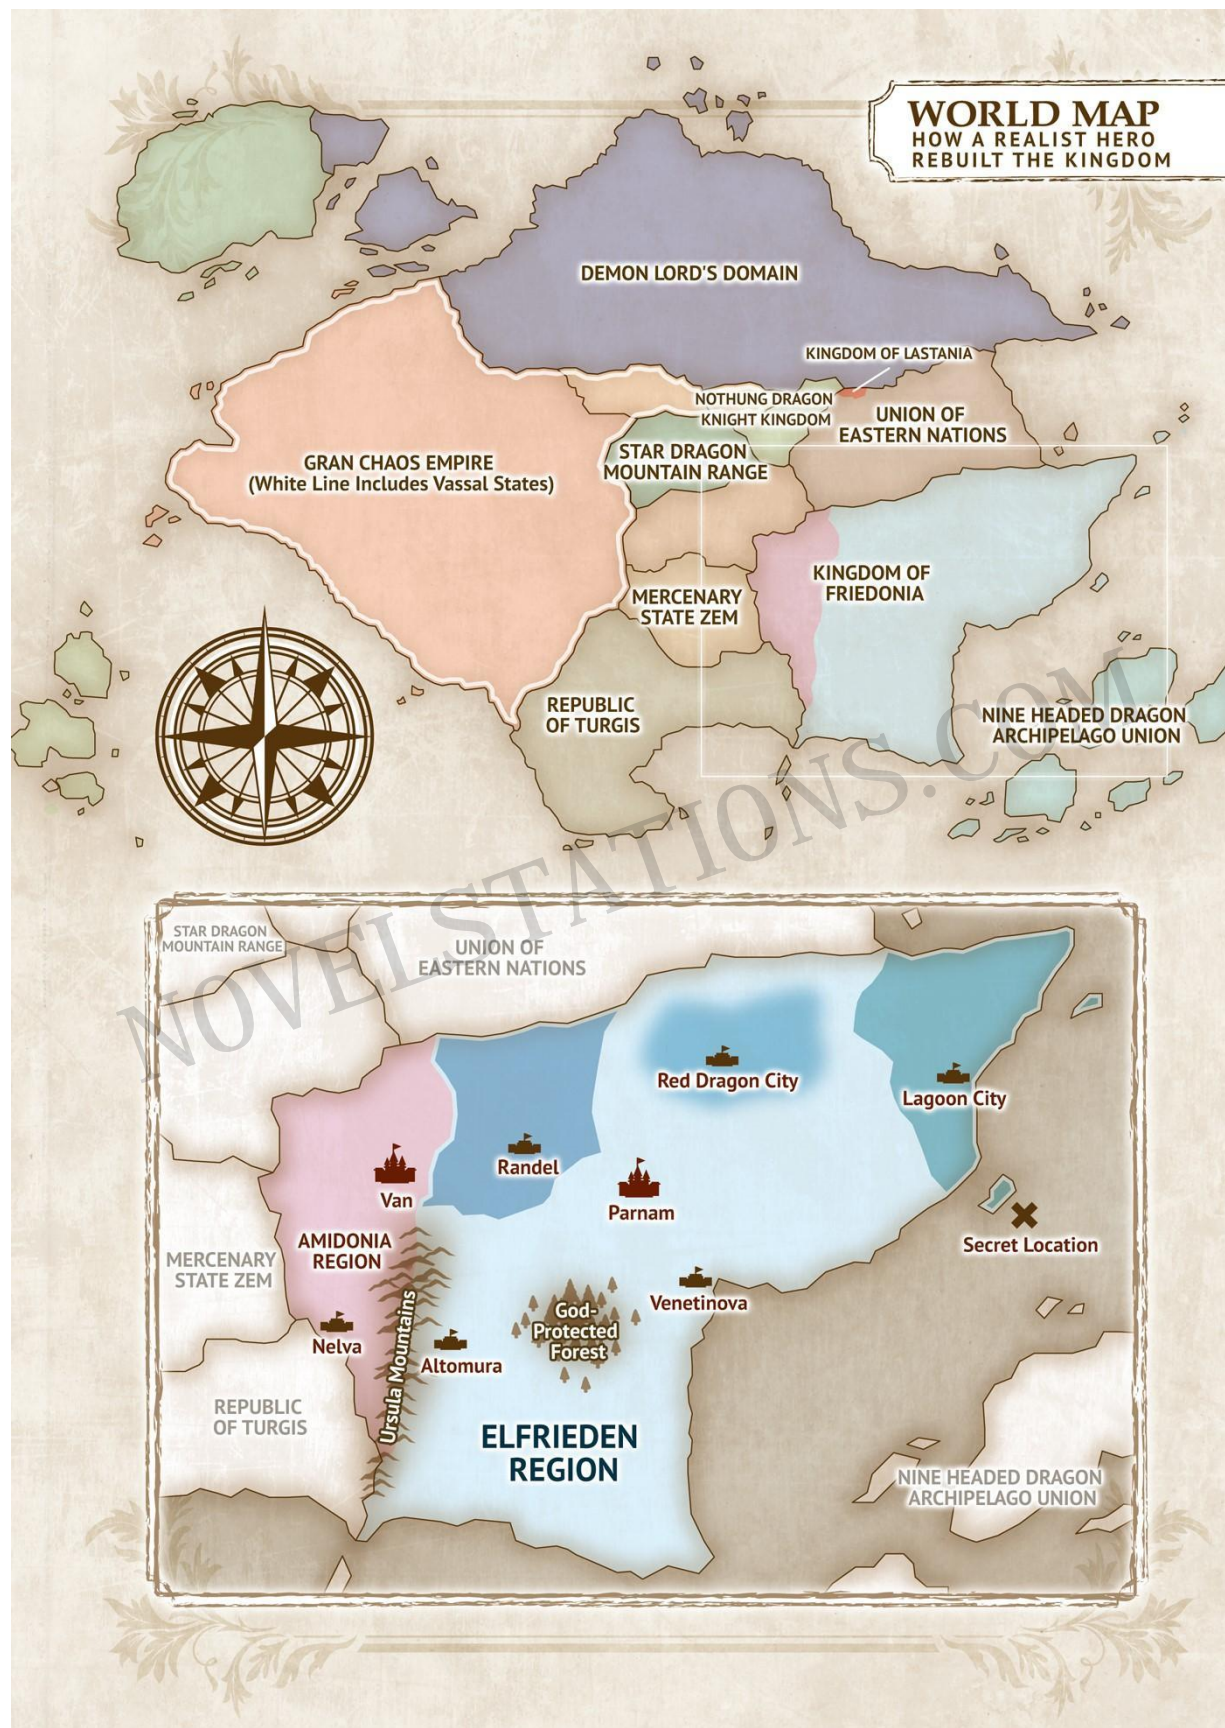 WORLD MAP
HOW A REALIST HERO
REBUILT THE KINGDOM
DEMON LORD'S DOMAIN
KINGDOM OF LASTANIA
NOTHUNG DRAGON
KNIGHT KINGDOM
UNION OF
EASTERN NATIONS
STAR DRAGON
MOUNTAIN RANGE
GRAN CHAOS EMPIRE
(White Line Includes Vassal States)
KINGDOM OF
FRIEDONIA
MERCENARY
STATE ZEM
REPUBLIC
OF TURGIS
NINE HEADED DRAGON
ARCHIPELAGO UNION
NOVELSTATIONS.COM
STAR DRAGON
MOUNTAIN RANGE
UNION OF
EASTERN NATIONS
Red Dragon City
Lagoon City
Randel
Van
Parnam
AMIDONIA
REGION
Secret Location
MERCENARY
STATE ZEM
Venetinova
God-
Protected
Forest
Nelva
Ursula Mountains
Altomura
REPUBLIC
OF TURGIS
ELFRIEDEN
REGION
NINE HEADED DRAGON
ARCHIPELAGO UNION